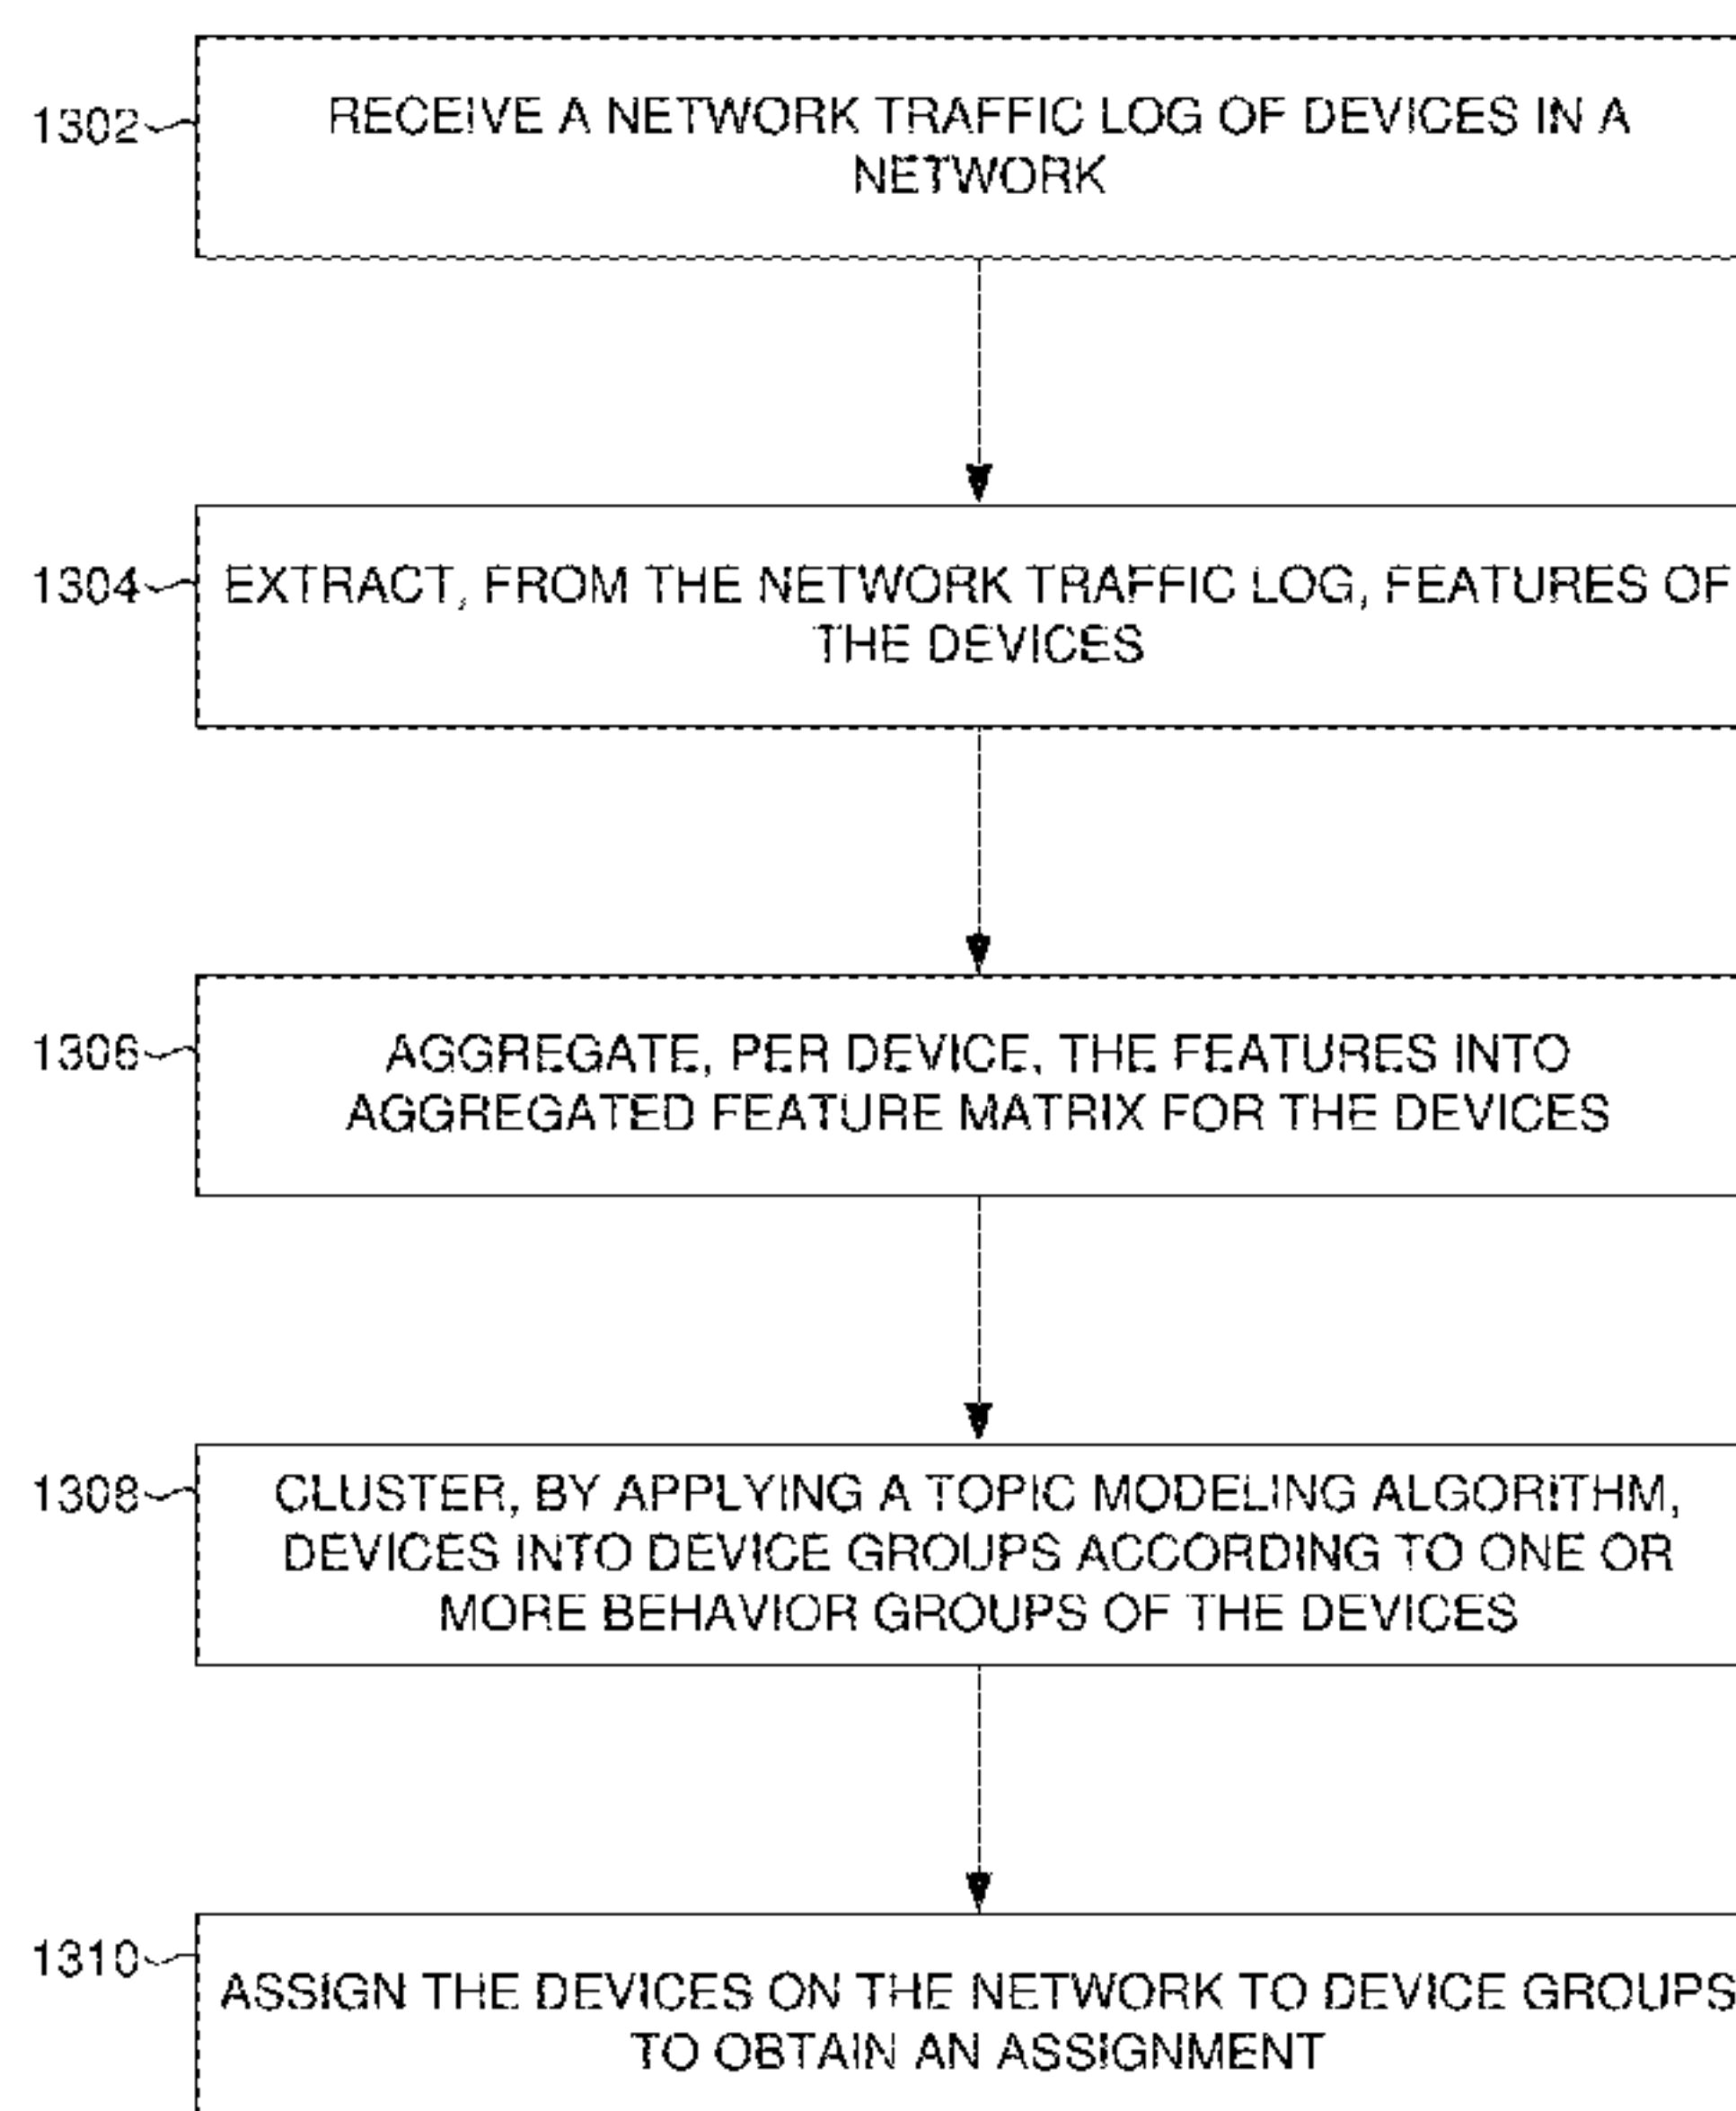 1302
RECEIVE A NETWORK TRAFFIC LOG OF DEVICES IN A
NETWORK
1304
EXTRACT, FROM THE NETWORK TRAFFIC LOG, FEATURES OF
THE DEVICES
1306
AGGREGATE, PER DEVICE, THE FEATURES INTO
AGGREGATED FEATURE MATRIX FOR THE DEVICES
1308
CLUSTER, BY APPLYING A TOPIC MODELING ALGORITHM,
DEVICES INTO DEVICE GROUPS ACCORDING TO ONE OR
MORE BEHAVIOR GROUPS OF THE DEVICES
1310
ASSIGN THE DEVICES ON THE NETWORK TO DEVICE GROUPS
TO OBTAIN AN ASSIGNMENT